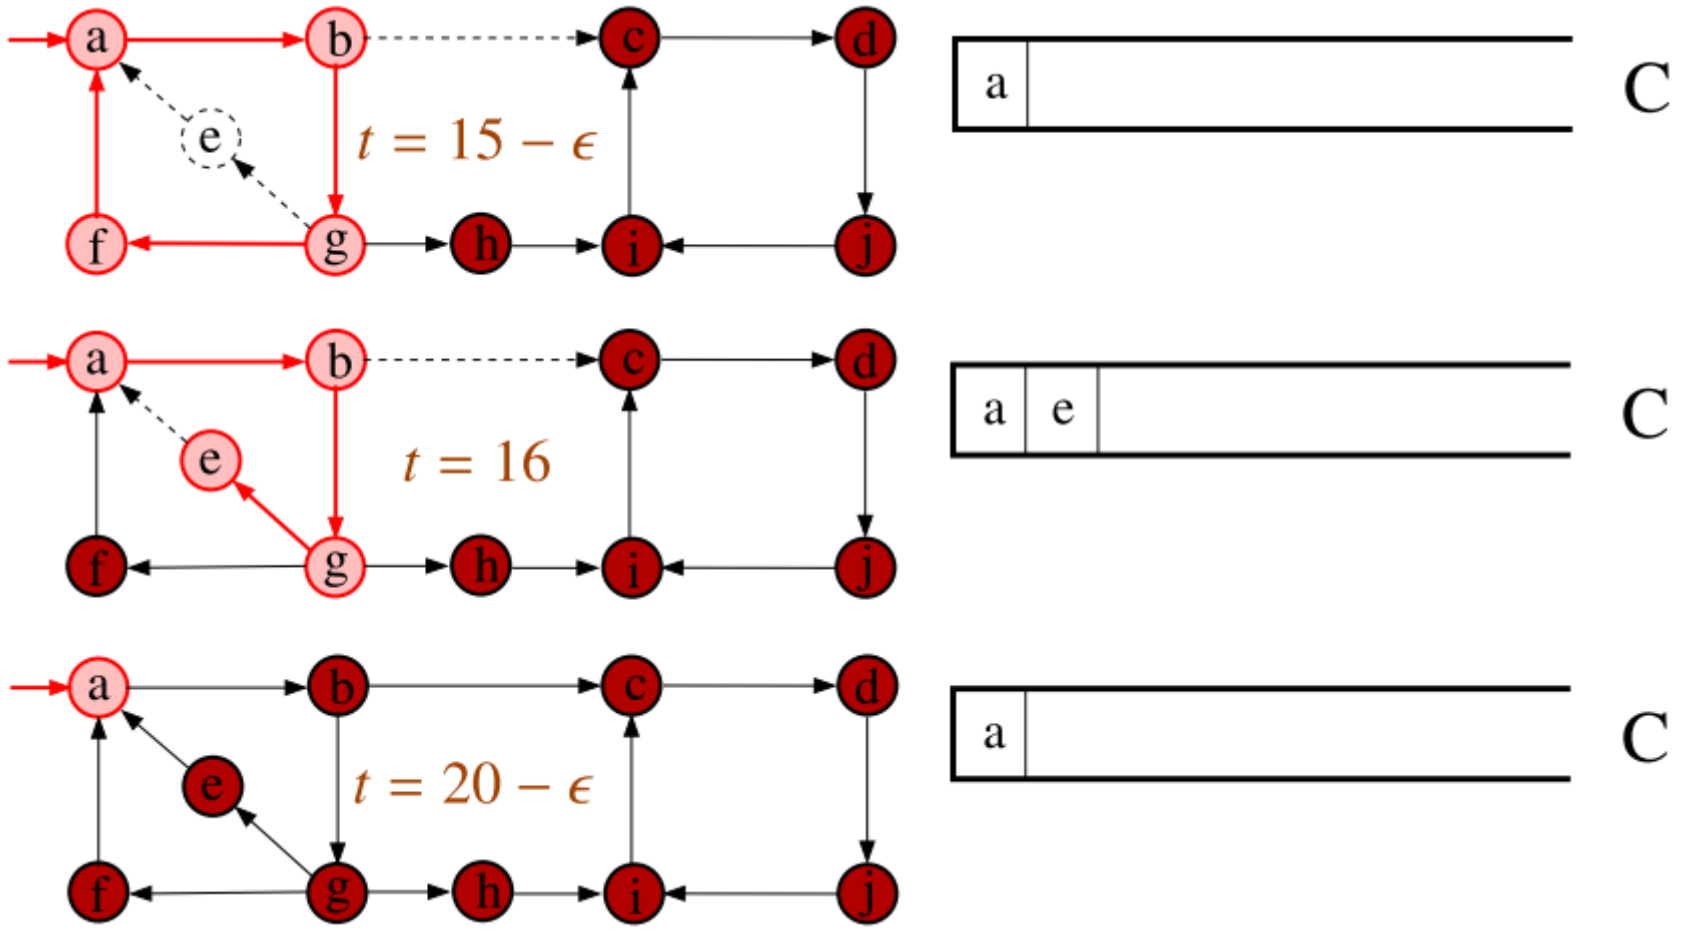 a b c d a C
e t = 15 − ϵ
f g h i j
a b c d a e C
e t = 16
f g h i j
a b c d a C
e t = 20 − ϵ
f g h i j